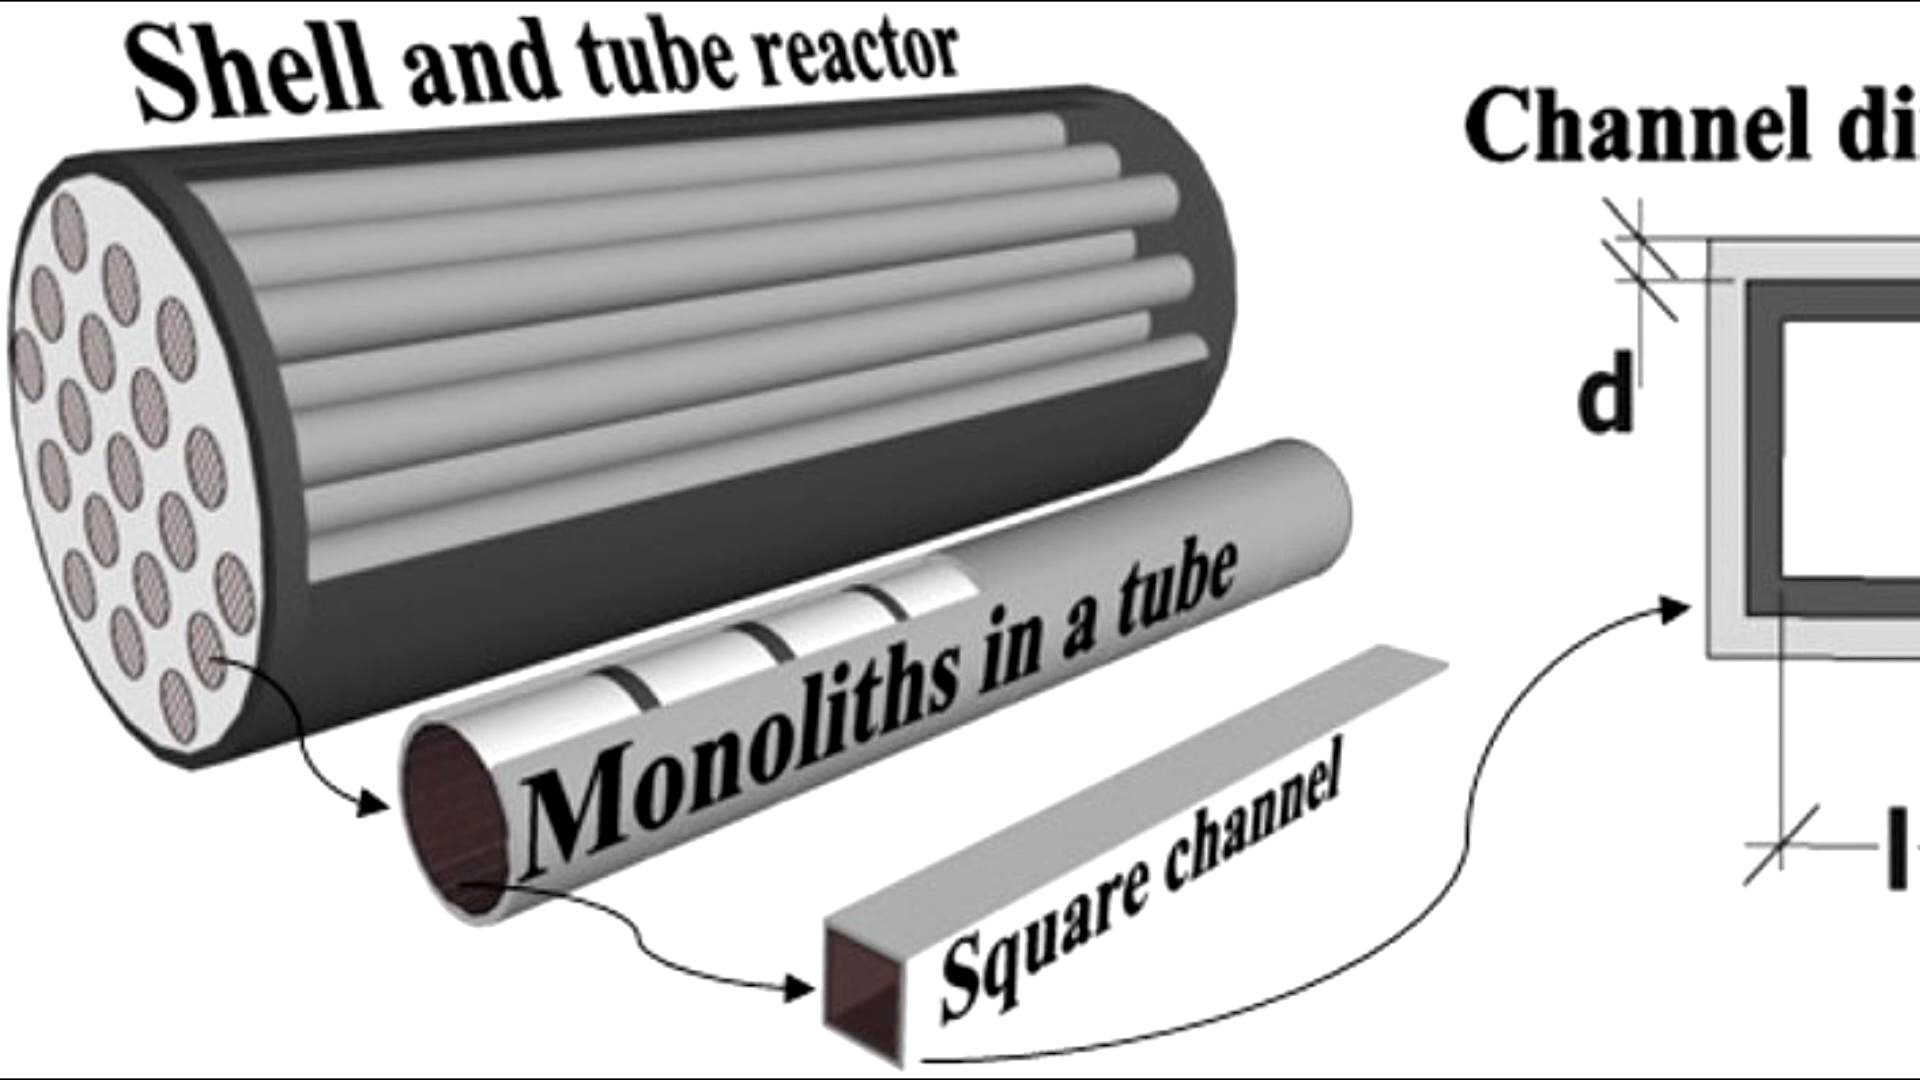 Shell and tube reactor
Channel di
d
Monoliths in a tube
Square channel
l